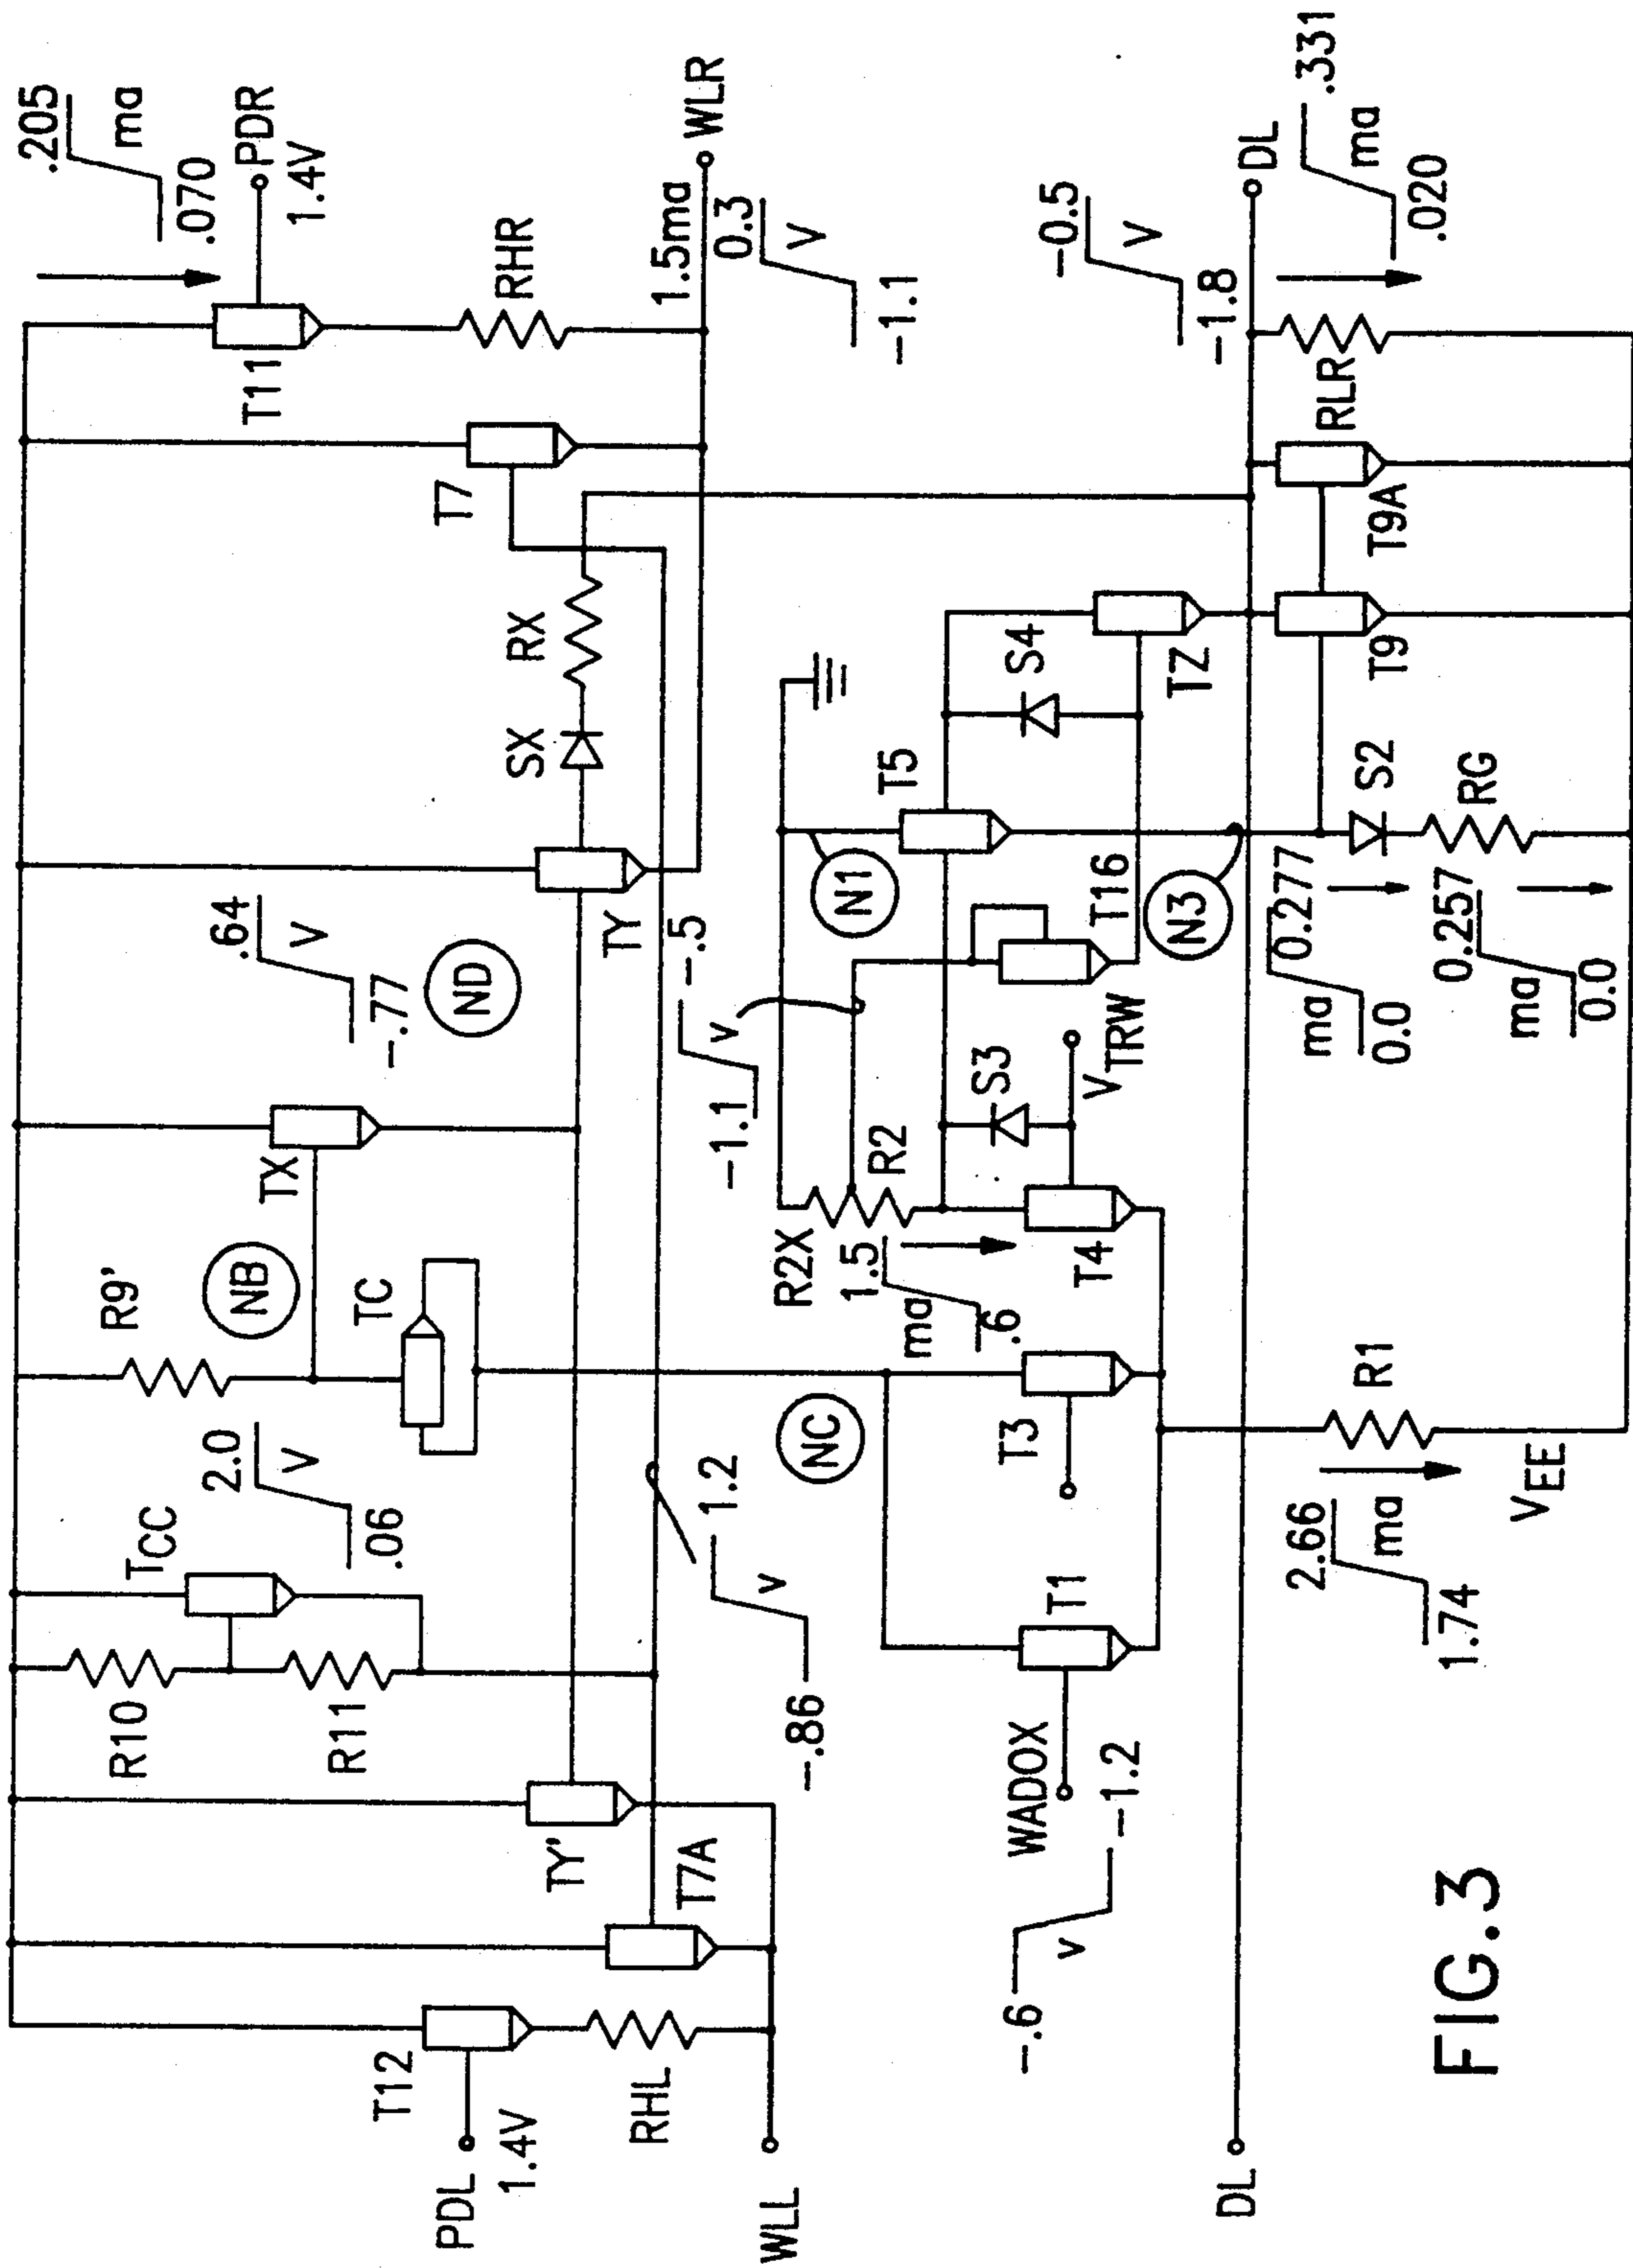 .205
ma
.070
PDR
1.4V
T11
RHR
WLR
1.5ma
0.3
V
-1.1
T7
RX
SX
TY
.64
V
-.77
ND
TX
R9'
NB
TC
2.0
V
.06
TCC
R10
R11
TY'
T7A
T12
PDL
1.4V
RHL
WLL
1.2
V
-.86
NC
-.5
V
-1.1
R2X
R2
1.5
ma
.6
N1
T5
S4
TZ
T16
S3
VTRW
T4
T3
T1
WADOX
-.6
V
-1.2
N3
DL
-0.5
V
-1.8
DL
.331
ma
.020
RLR
T9A
T9
S2
RG
0.277
ma
0.0
0.257
ma
0.0
R1
2.66
ma
1.74
VEE
FIG.3